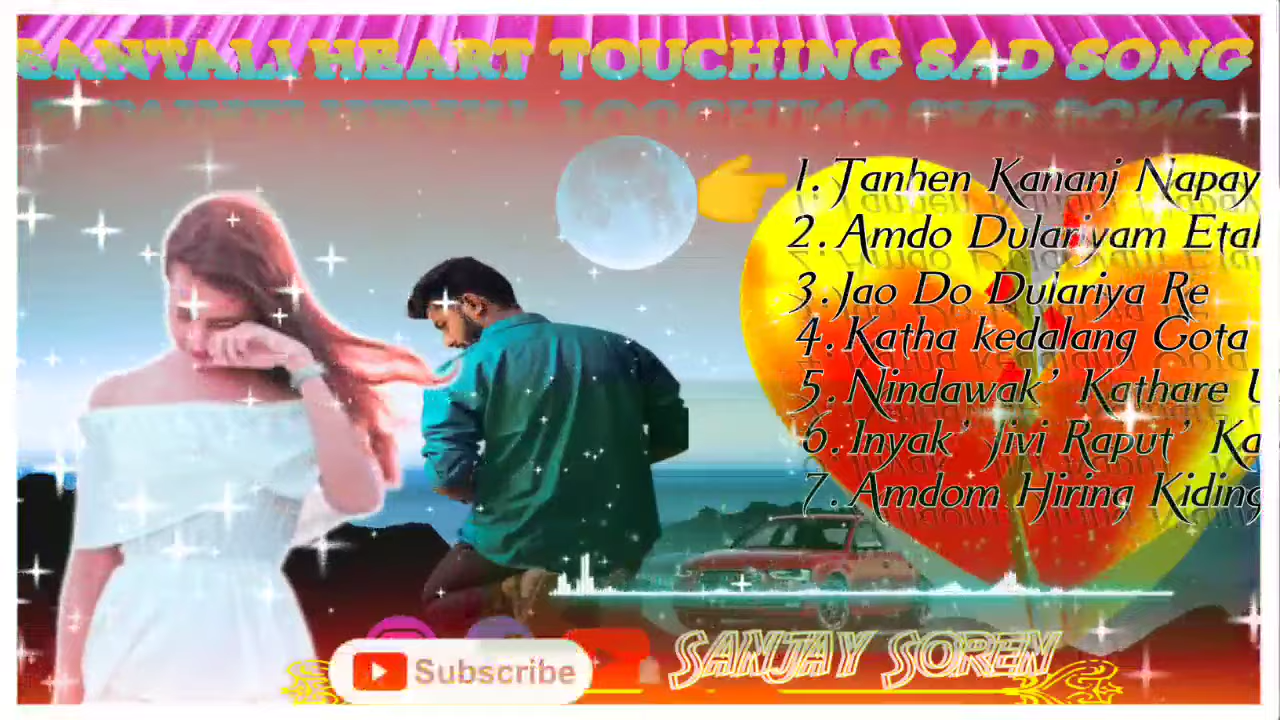 SANTALI HEART TOUCHING SAD SONG
1. Tanhen Kananj Napay
2. Amdo Dulariyam Etal
3. Jao Do Dulariya Re
4. Katha kedalang Gota
5. Nindawak' Kathare
6. Inyak' Jivi Raput' Ka
7. Amdom Hiring Kiding
Subscribe
SANJAY SOREN